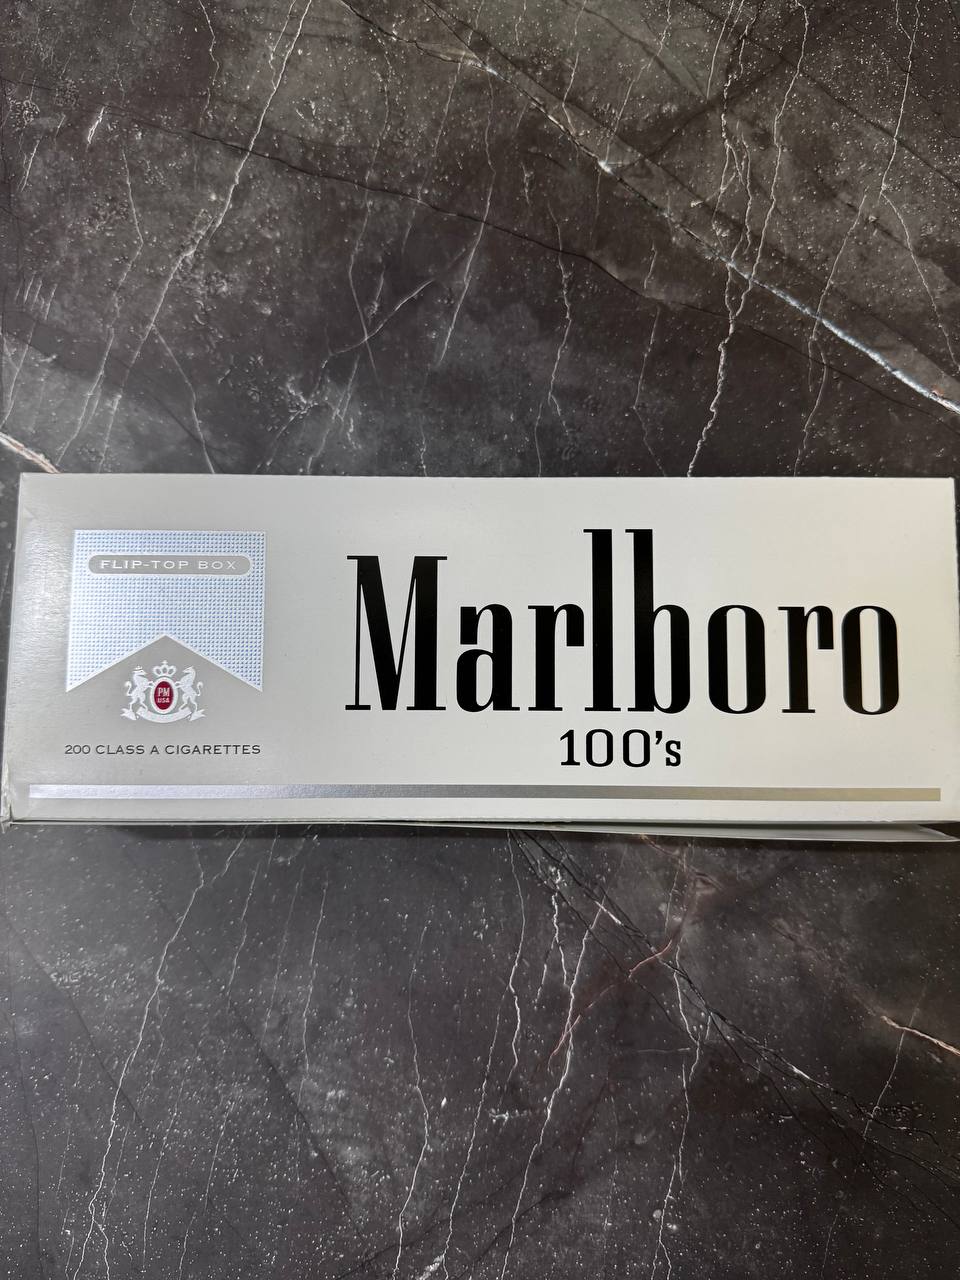 FLIP-TOP BOX
PM
USA
200 CLASS A CIGARETTES
Marlboro
100's